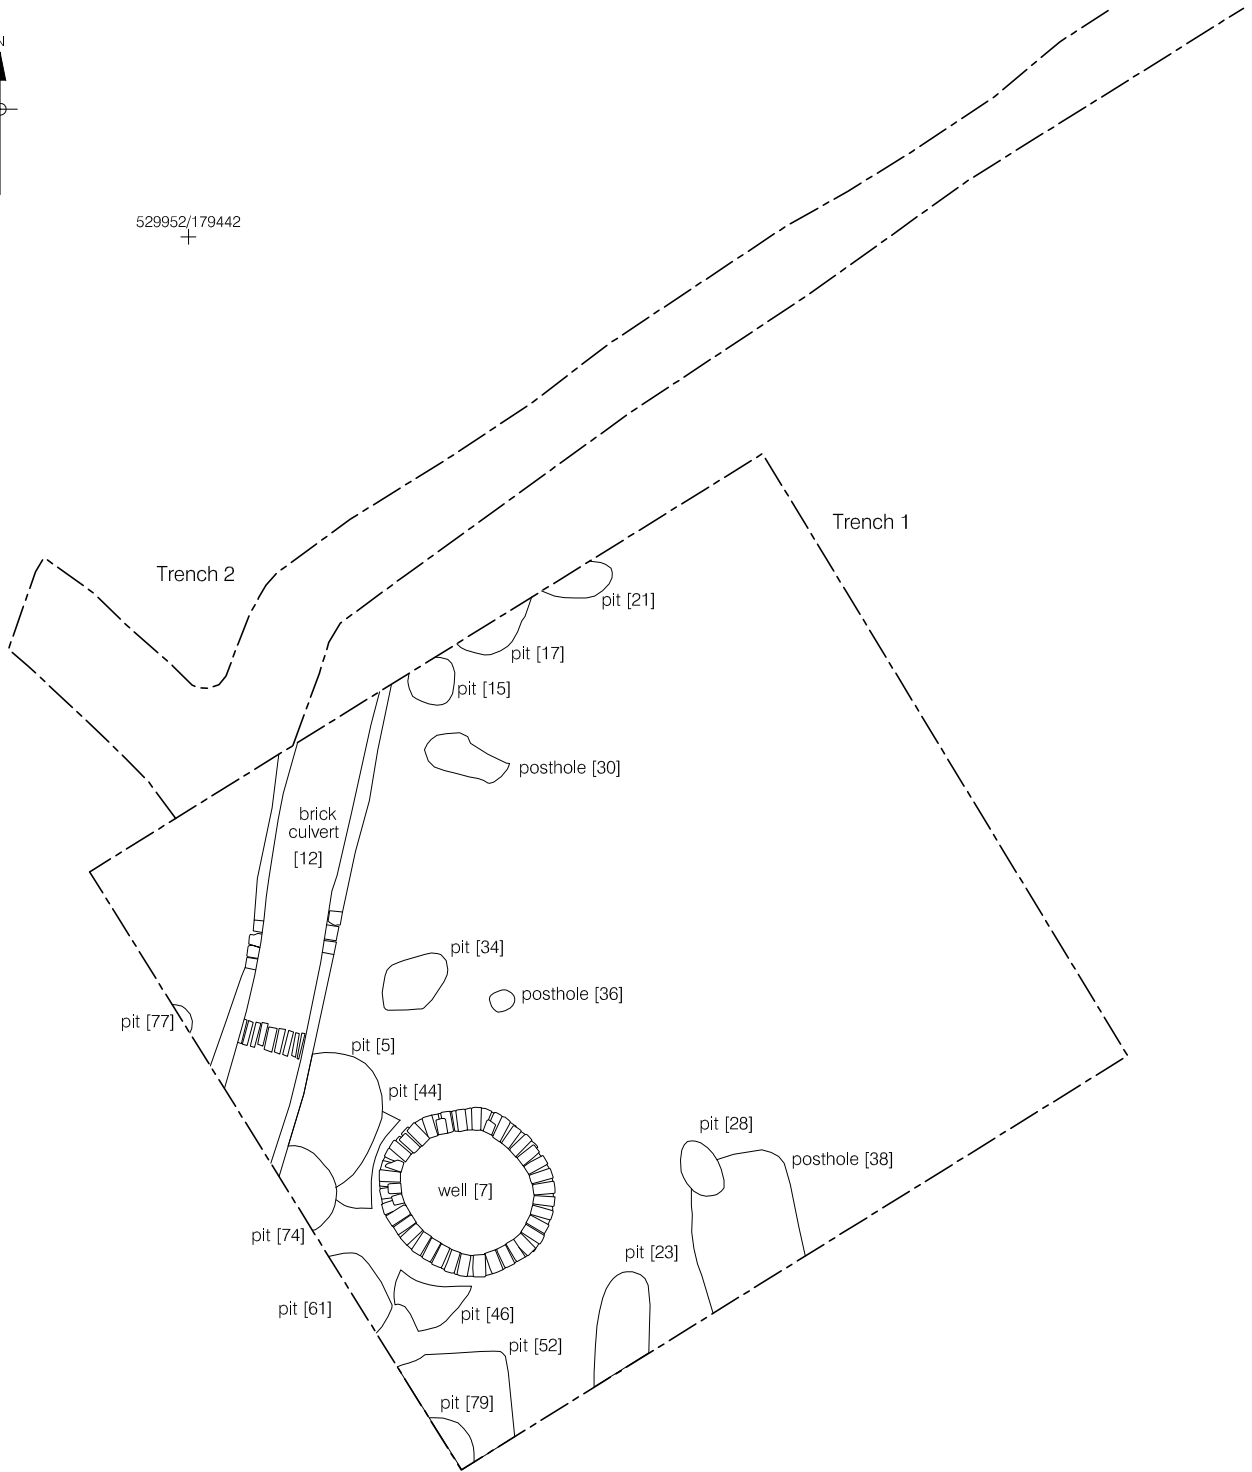 N
529952/179442
Trench 1
Trench 2
pit [21]
pit [17]
pit [15]
posthole [30]
brick
culvert
[12]
pit [34]
posthole [36]
pit [77]
pit [5]
pit [44]
pit [28]
posthole [38]
well [7]
pit [74]
pit [23]
pit [61]
pit [46]
pit [52]
pit [79]